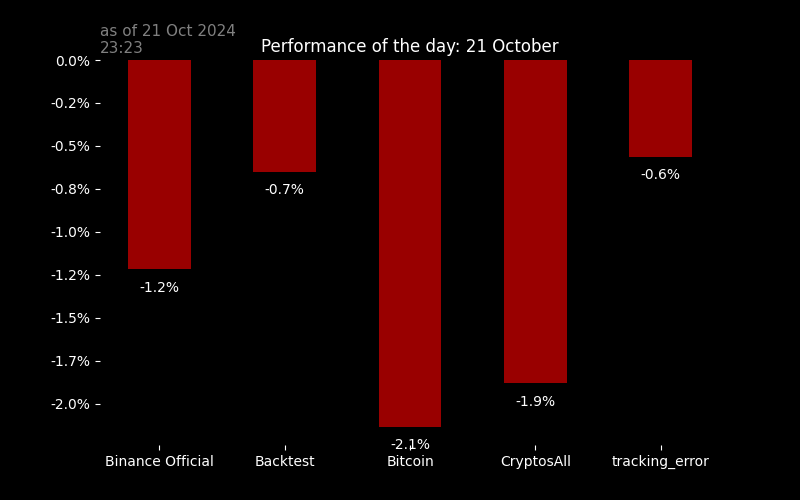 as of 21 Oct 2024
23:23
Performance of the day: 21 October
0.0%
-0.2%
-0.5%
-0.8%
-1.0%
-1.2%
-1.5%
-1.7%
-2.0%
-1.2%
-0.7%
-2.1%
-1.9%
-0.6%
Binance Official
Backtest
Bitcoin
CryptosAll
tracking_error